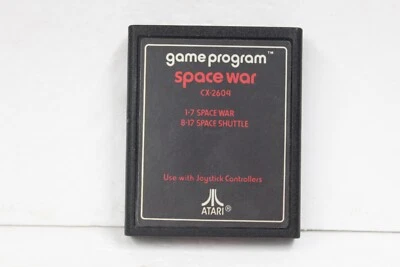 game program™
space war
CX-2604
1-7 SPACE WAR
8-17 SPACE SHUTTLE
Use with Joystick Controllers
ATARI®